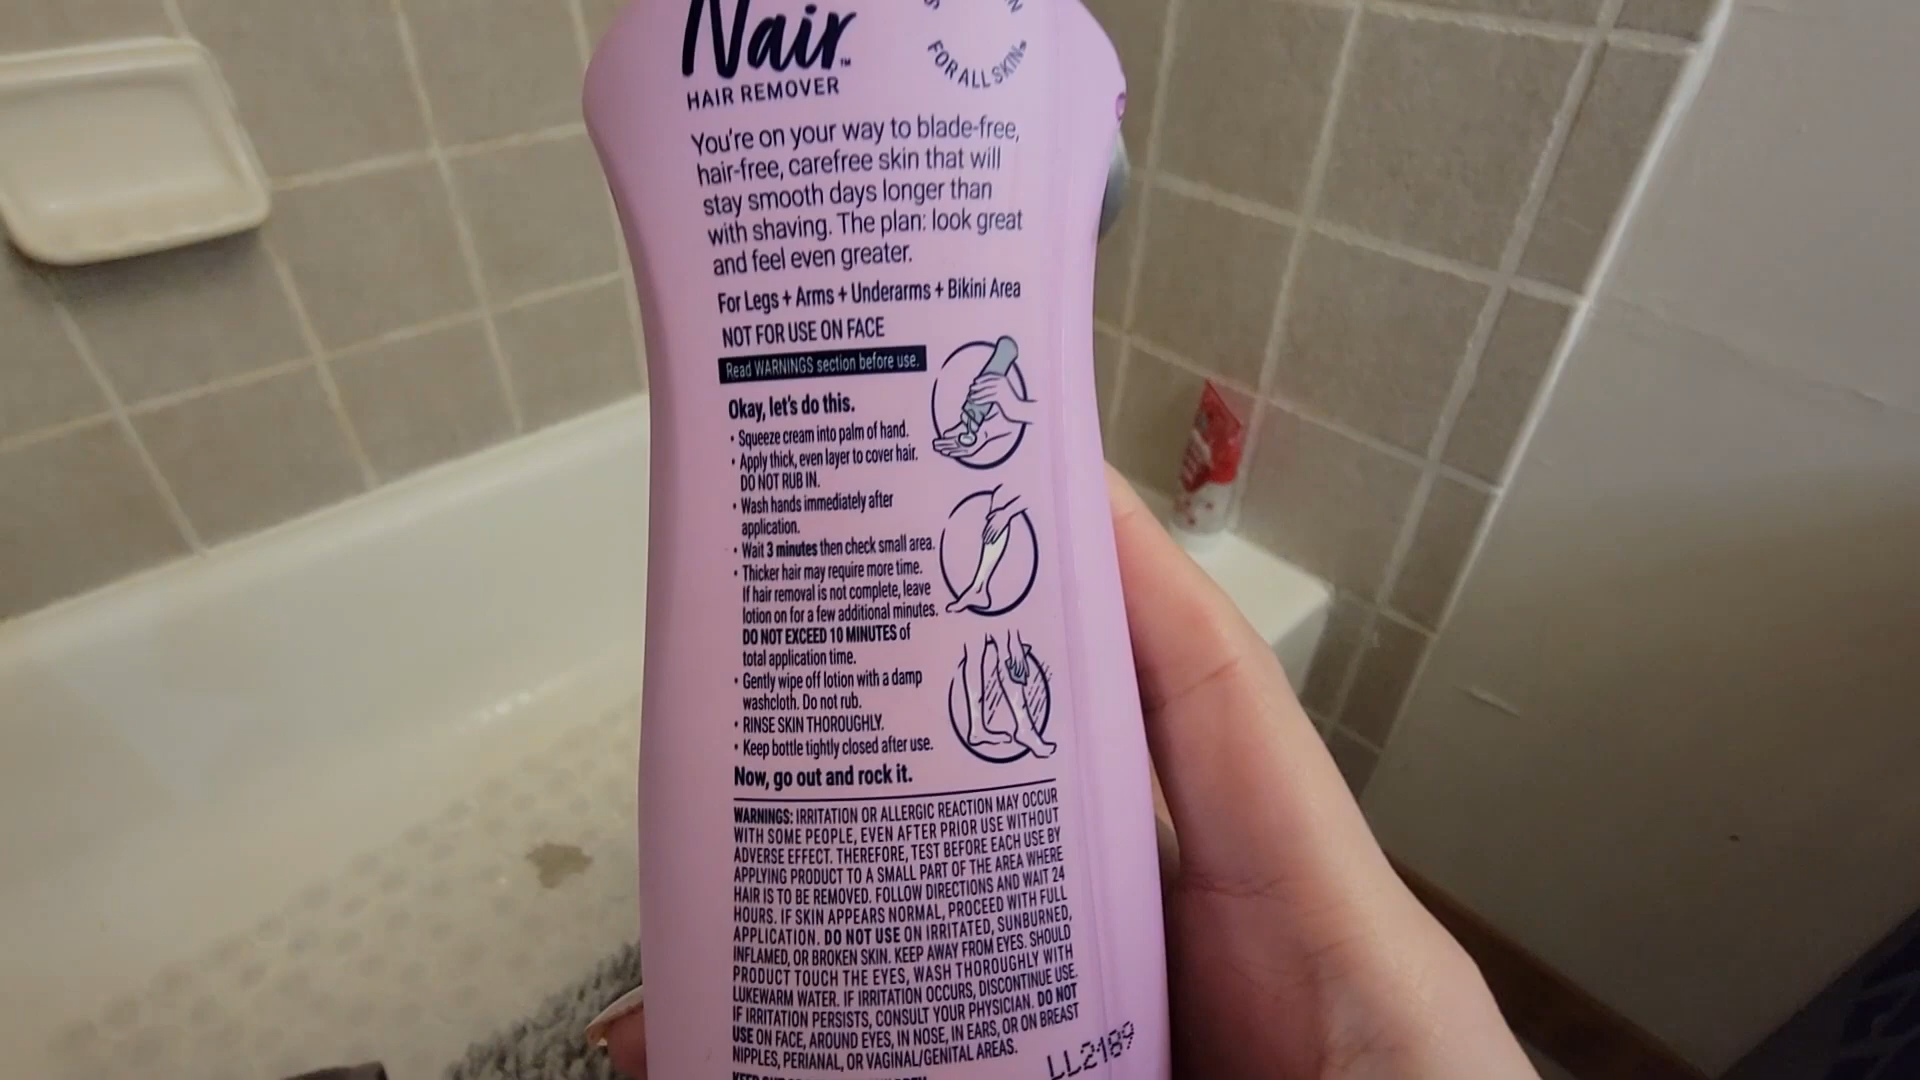 Nair™
HAIR REMOVER
FOR ALL SKIN
You're on your way to blade-free,
hair-free, carefree skin that will
stay smooth days longer than
with shaving. The plan: look great
and feel even greater.
For Legs + Arms + Underarms + Bikini Area
NOT FOR USE ON FACE
Read WARNINGS section before use.
Okay, let's do this.
• Squeeze cream into palm of hand.
• Apply thick, even layer to cover hair.
DO NOT RUB IN.
• Wash hands immediately after
application.
• Wait 3 minutes then check small area.
• Thicker hair may require more time.
If hair removal is not complete, leave
lotion on for a few additional minutes.
DO NOT EXCEED 10 MINUTES of
total application time.
• Gently wipe off lotion with a damp
washcloth. Do not rub.
• RINSE SKIN THOROUGHLY.
• Keep bottle tightly closed after use.
Now, go out and rock it.
WARNINGS: IRRITATION OR ALLERGIC REACTION MAY OCCUR
WITH SOME PEOPLE, EVEN AFTER PRIOR USE WITHOUT
ADVERSE EFFECT. THEREFORE, TEST BEFORE EACH USE BY
APPLYING PRODUCT TO A SMALL PART OF THE AREA WHERE
HAIR IS TO BE REMOVED. FOLLOW DIRECTIONS AND WAIT 24
HOURS. IF SKIN APPEARS NORMAL, PROCEED WITH FULL
APPLICATION. DO NOT USE ON IRRITATED, SUNBURNED,
INFLAMED, OR BROKEN SKIN. KEEP AWAY FROM EYES. SHOULD
PRODUCT TOUCH THE EYES, WASH THOROUGHLY WITH
LUKEWARM WATER. IF IRRITATION OCCURS, DISCONTINUE USE.
IF IRRITATION PERSISTS, CONSULT YOUR PHYSICIAN. DO NOT
USE ON FACE, AROUND EYES, IN NOSE, IN EARS, OR ON BREAST
NIPPLES, PERIANAL, OR VAGINAL/GENITAL AREAS.
LL2189